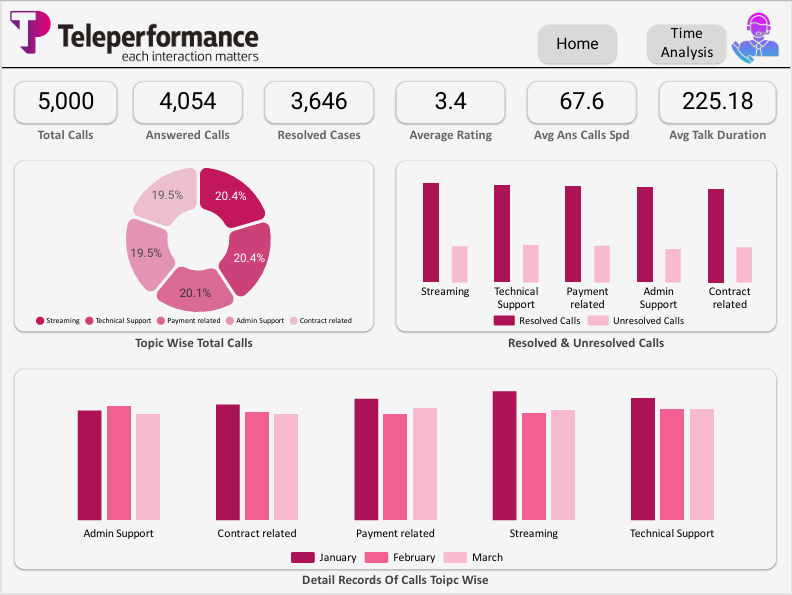 Teleperformance
each interaction matters
Home
Time
Analysis
5,000
4,054
3,646
3.4
67.6
225.18
Total Calls
Answered Calls
Resolved Cases
Average Rating
Avg Ans Calls Spd
Avg Talk Duration
19.5%
20.4%
19.5%
20.4%
20.1%
Streaming
Technical Support
Payment related
Admin Support
Contract related
Topic Wise Total Calls
Streaming
Technical
Support
Payment
related
Admin
Support
Contract
related
Resolved Calls
Unresolved Calls
Resolved & Unresolved Calls
Admin Support
Contract related
Payment related
Streaming
Technical Support
January
February
March
Detail Records Of Calls Toipc Wise